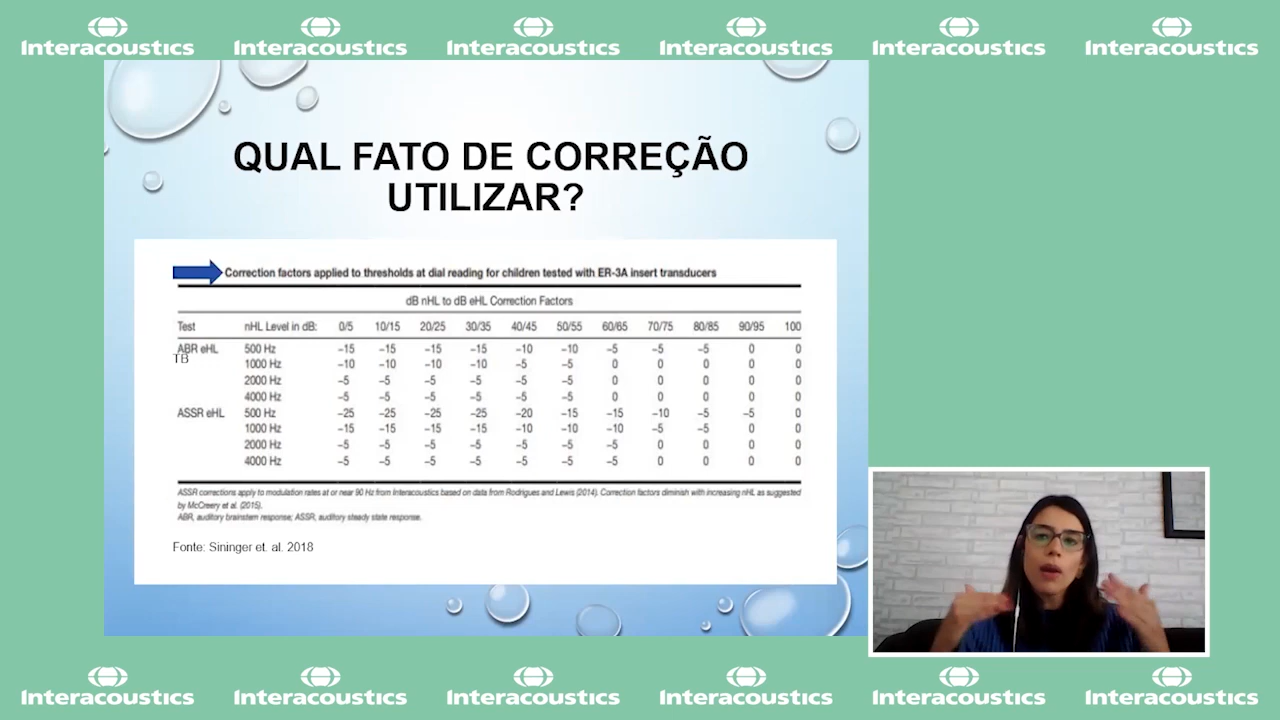 Interacoustics Interacoustics Interacoustics Interacoustics Interacoustics Interacoustics
QUAL FATO DE CORREÇÃO
UTILIZAR?
Correction factors applied to thresholds at dial reading for children tested with ER-3A insert transducers
dB nHL to dB eHL Correction Factors
Test nHL Level in dB: 0/5 10/15 20/25 30/35 40/45 50/55 60/65 70/75 80/85 90/95 100
ABR eHL 500 Hz −15 −15 −15 −15 −10 −10 −5 −5 −5 0 0
TB
1000 Hz −10 −10 −10 −10 −5 −5 0 0 0 0 0
2000 Hz −5 −5 −5 −5 −5 −5 0 0 0 0 0
4000 Hz −5 −5 −5 −5 −5 −5 0 0 0 0 0
ASSR eHL 500 Hz −25 −25 −25 −25 −20 −15 −15 −10 −5 −5 0
1000 Hz −15 −15 −15 −15 −10 −10 −10 −5 −5 0 0
2000 Hz −5 −5 −5 −5 −5 −5 −5 0 0 0 0
4000 Hz −5 −5 −5 −5 −5 −5 −5 0 0 0 0
ASSR corrections apply to modulation rates at or near 90 Hz from Interacoustics based on data from Rodrigues and Lewis (2014). Correction factors diminish with increasing nHL as suggested
by McCreery et al. (2015).
ABR, auditory brainstem response; ASSR, auditory steady state response.
Fonte: Sininger et. al. 2018
Interacoustics Interacoustics Interacoustics Interacoustics Interacoustics Interacoustics